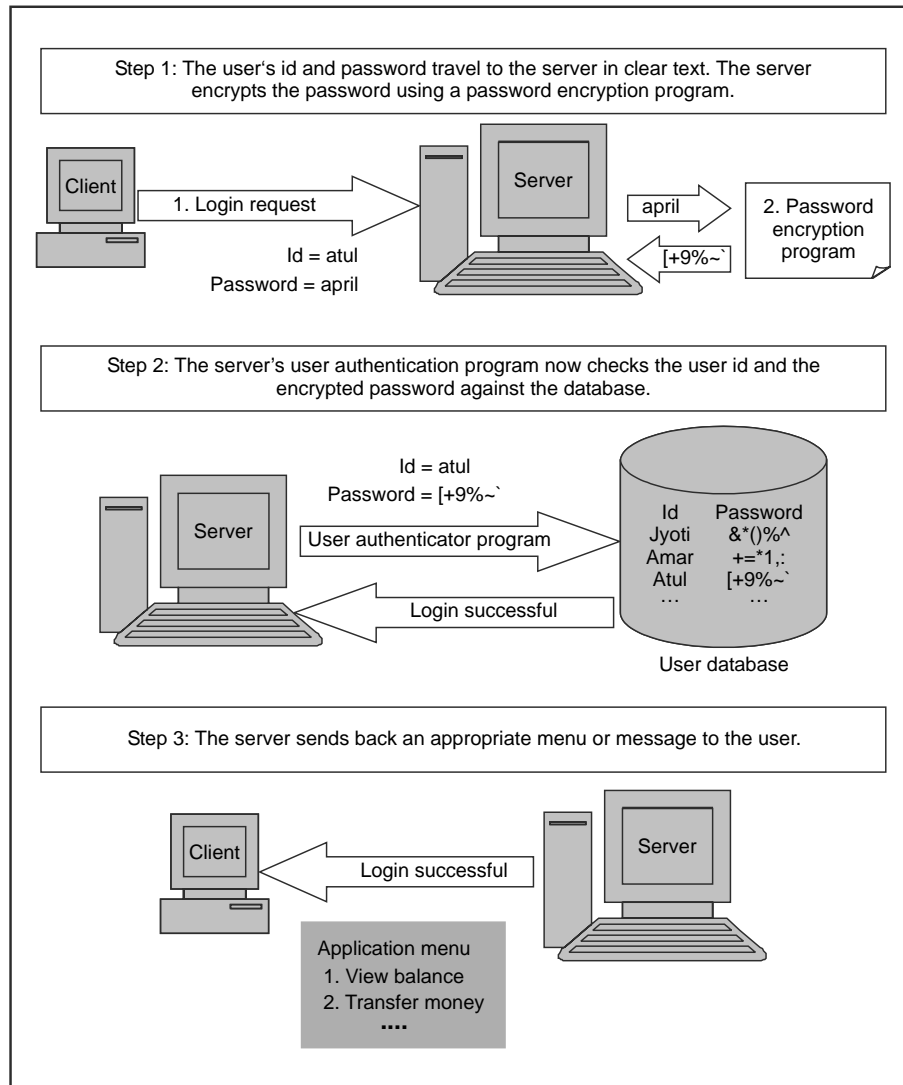 Step 1: The user‘s id and password travel to the server in clear text. The server
encrypts the password using a password encryption program.
Client
1. Login request
Id = atul
Password = april
Server
april
[+9%~`
2. Password
encryption
program
Step 2: The server’s user authentication program now checks the user id and the
encrypted password against the database.
Server
Id = atul
Password = [+9%~`
User authenticator program
Login successful
Id Password
Jyoti &*()%^
Amar +=*1,:
Atul [+9%~`
… …
User database
Step 3: The server sends back an appropriate menu or message to the user.
Client
Login successful
Server
Application menu
1. View balance
2. Transfer money
....